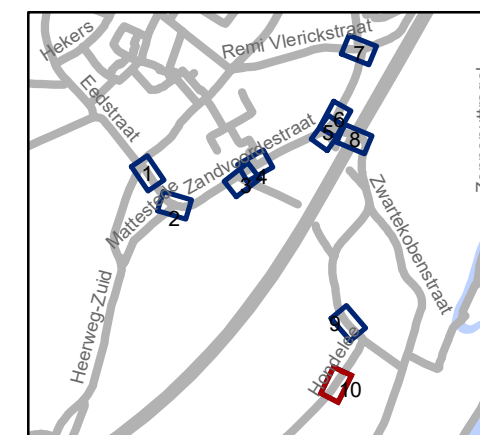 Hekers
Remi Vlerickstraat
7
Eedstraat
6
5
8
Zandvoordestraat
1
4
3
Mattestede
2
Zwartekobenstraat
Heerweg-Zuid
9
10